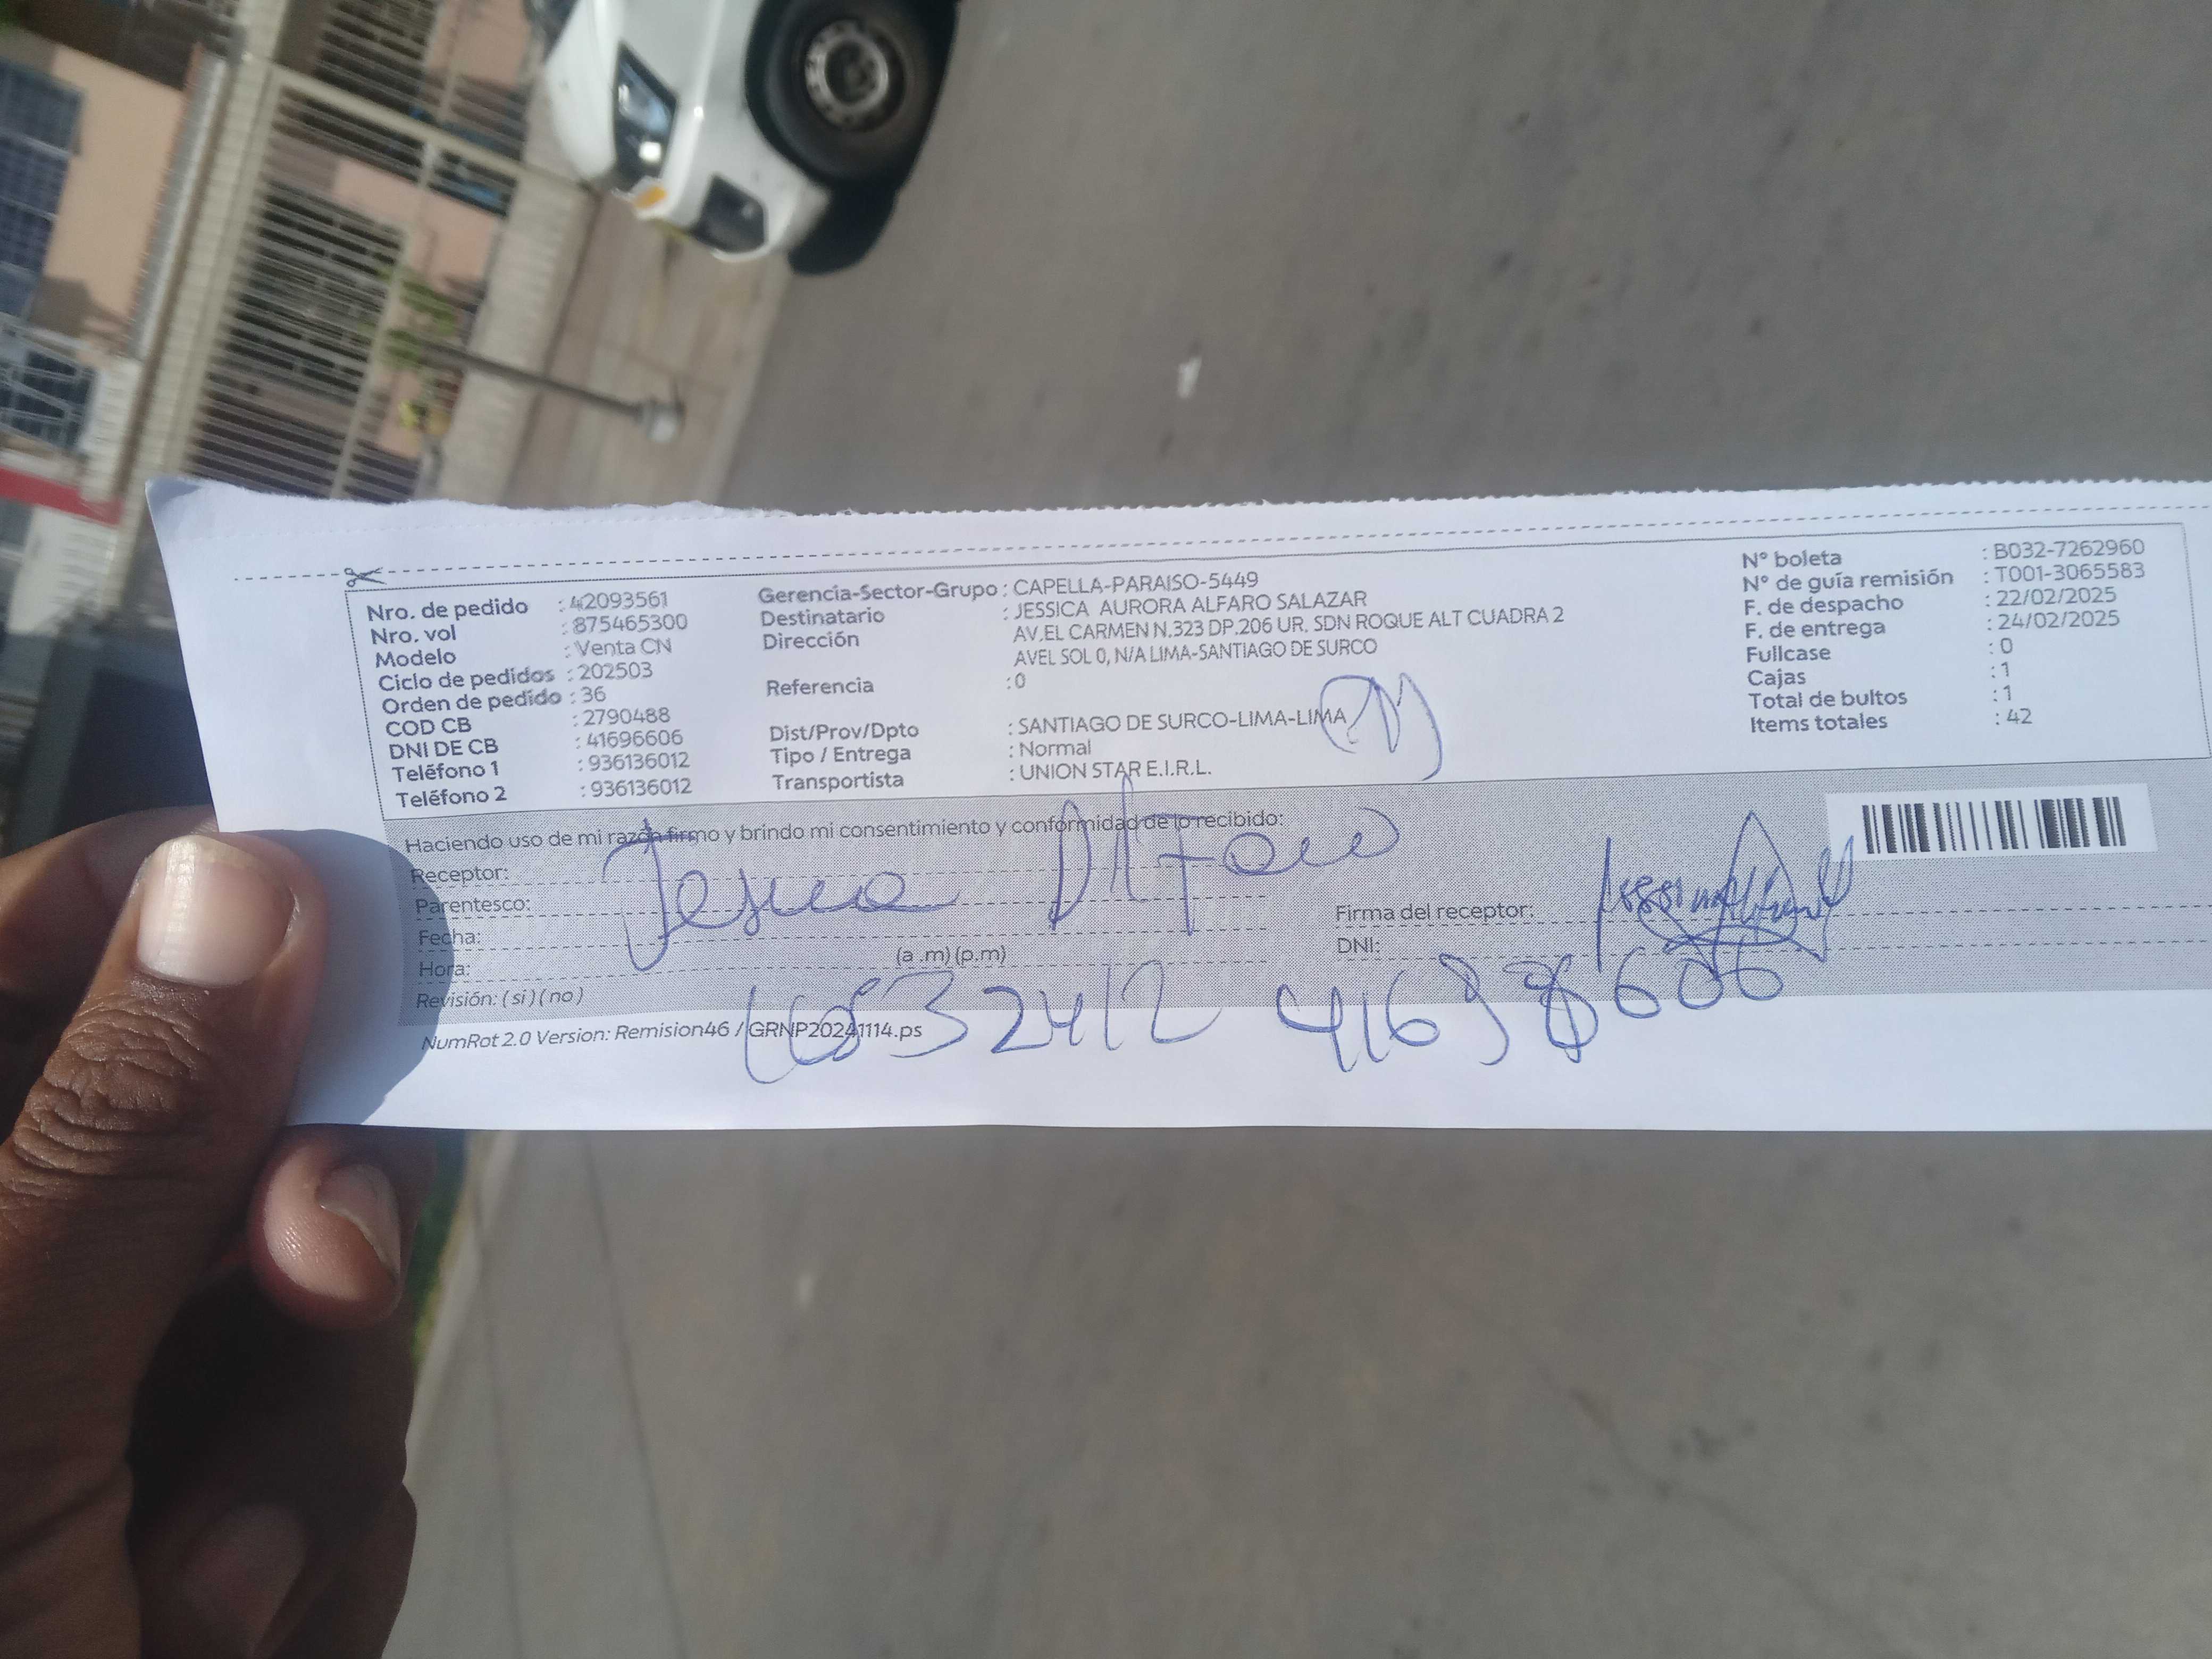 Nro. de pedido : 42093561
Nro. vol : 875465300
Modelo : Venta CN
Ciclo de pedidos : 202503
Orden de pedido : 36
COD CB : 2790488
DNI DE CB : 41696606
Teléfono 1 : 936136012
Teléfono 2 : 936136012
Gerencia-Sector-Grupo : CAPELLA-PARAISO-5449
Destinatario : JESSICA AURORA ALFARO SALAZAR
Dirección AV.EL CARMEN N.323 DP.206 UR. SDN ROQUE ALT CUADRA 2
AVEL SOL 0, N/A LIMA-SANTIAGO DE SURCO
Referencia : 0
Dist/Prov/Dpto : SANTIAGO DE SURCO-LIMA-LIMA
Tipo / Entrega : Normal
Transportista : UNION STAR E.I.R.L.
N° boleta : B032-7262960
N° de guía remisión : T001-3065583
F. de despacho : 22/02/2025
F. de entrega : 24/02/2025
Fullcase : 0
Cajas : 1
Total de bultos : 1
Items totales : 42
Haciendo uso de mi razón firmo y brindo mi consentimiento y conformidad de lo recibido:
Receptor:
Parentesco: Jessica Alfaro
Fecha:
Hora: (a .m) (p.m)
Revisión: ( si ) ( no )
Firma del receptor:
DNI:
NumRot 2.0 Version: Remision46 / GRNP20241114.ps